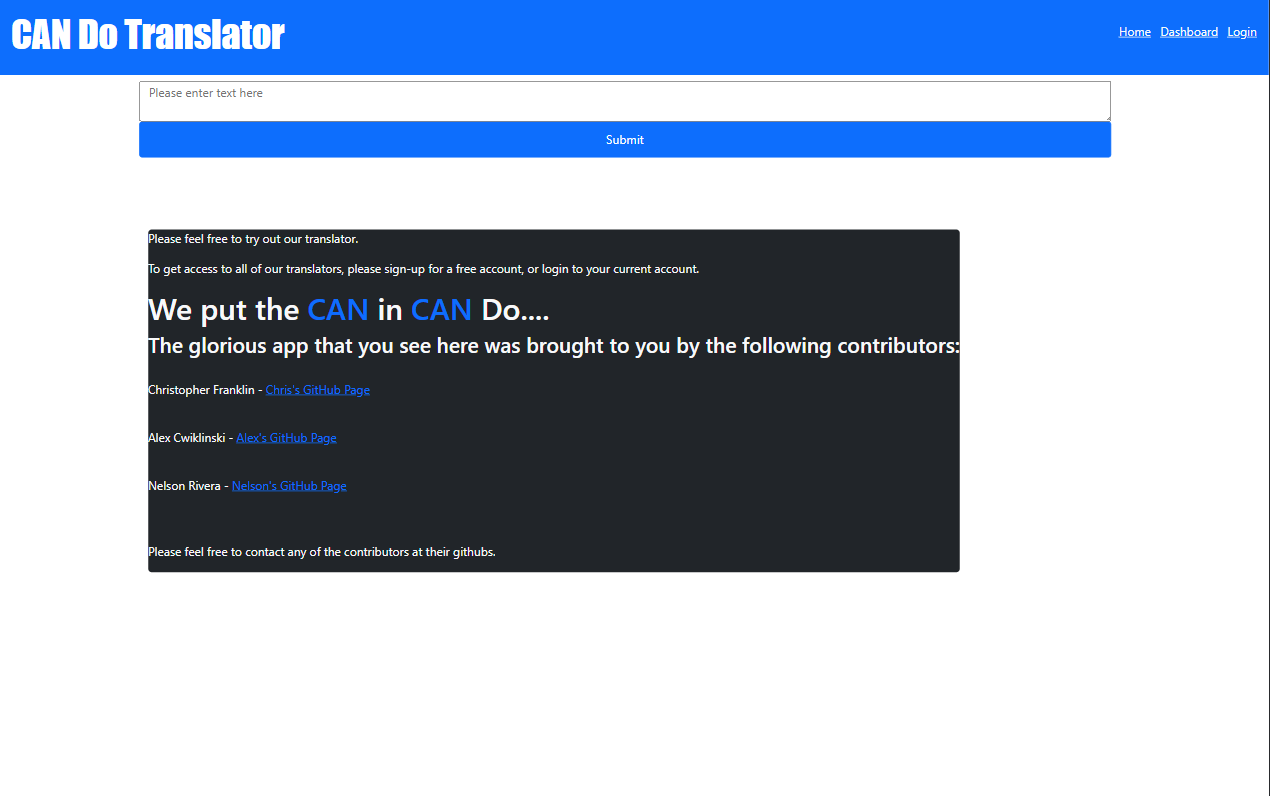 CAN Do Translator
Home Dashboard Login
Please enter text here
Submit
Please feel free to try out our translator.
To get access to all of our translators, please sign-up for a free account, or login to your current account.
We put the CAN in CAN Do....
The glorious app that you see here was brought to you by the following contributors:
Christopher Franklin - Chris's GitHub Page
Alex Cwiklinski - Alex's GitHub Page
Nelson Rivera - Nelson's GitHub Page
Please feel free to contact any of the contributors at their githubs.